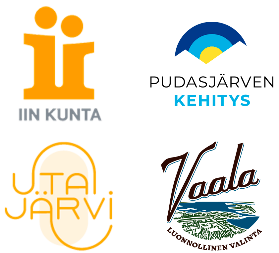 IIN KUNTA
PUDASJÄRVEN
KEHITYS
UTA
JÄRVi
Vaala
LUONNOLLINEN VALINTA